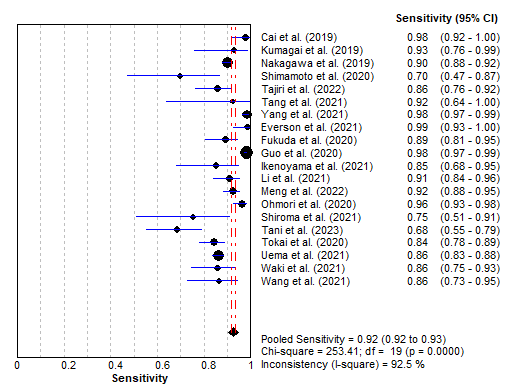 Sensitivity (95% CI)
Cai et al. (2019) 0.98 (0.92 - 1.00)
Kumagai et al. (2019) 0.93 (0.76 - 0.99)
Nakagawa et al. (2019) 0.90 (0.88 - 0.92)
Shimamoto et al. (2020) 0.70 (0.47 - 0.87)
Tajiri et al. (2022) 0.86 (0.76 - 0.92)
Tang et al. (2021) 0.92 (0.64 - 1.00)
Yang et al. (2021) 0.98 (0.97 - 0.99)
Everson et al. (2021) 0.99 (0.93 - 1.00)
Fukuda et al. (2020) 0.89 (0.81 - 0.95)
Guo et al. (2020) 0.98 (0.97 - 0.99)
Ikenoyama et al. (2021) 0.85 (0.68 - 0.95)
Li et al. (2021) 0.91 (0.84 - 0.96)
Meng et al. (2022) 0.92 (0.88 - 0.95)
Ohmori et al. (2020) 0.96 (0.93 - 0.98)
Shiroma et al. (2021) 0.75 (0.51 - 0.91)
Tani et al. (2023) 0.68 (0.55 - 0.79)
Tokai et al. (2020) 0.84 (0.78 - 0.89)
Uema et al. (2021) 0.86 (0.83 - 0.88)
Waki et al. (2021) 0.86 (0.75 - 0.93)
Wang et al. (2021) 0.86 (0.73 - 0.95)
Pooled Sensitivity = 0.92 (0.92 to 0.93)
Chi-square = 253.41; df = 19 (p = 0.0000)
Inconsistency (I-square) = 92.5 %
0 0.2 0.4 0.6 0.8 1
Sensitivity